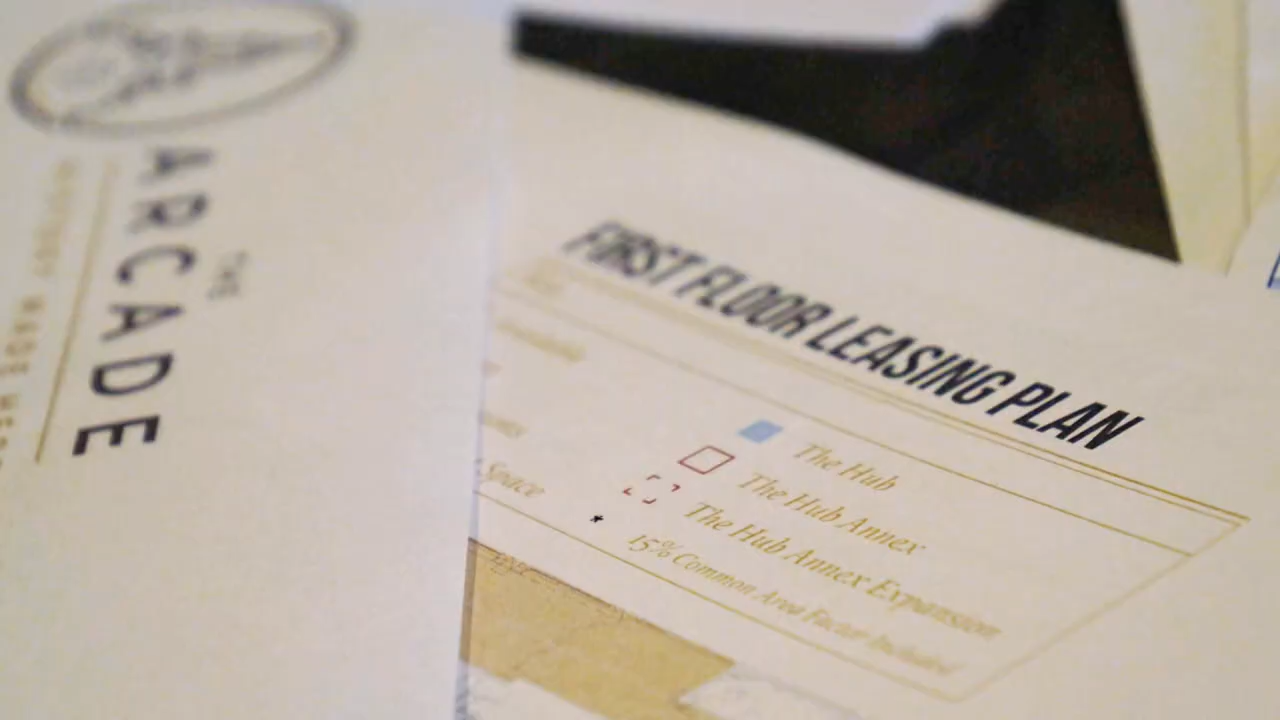 THE
ARCADE
FIRST FLOOR LEASING PLAN
The Hub
The Hub Annex
The Hub Annex Expansion
* 15% Common Area Factor Included
Space